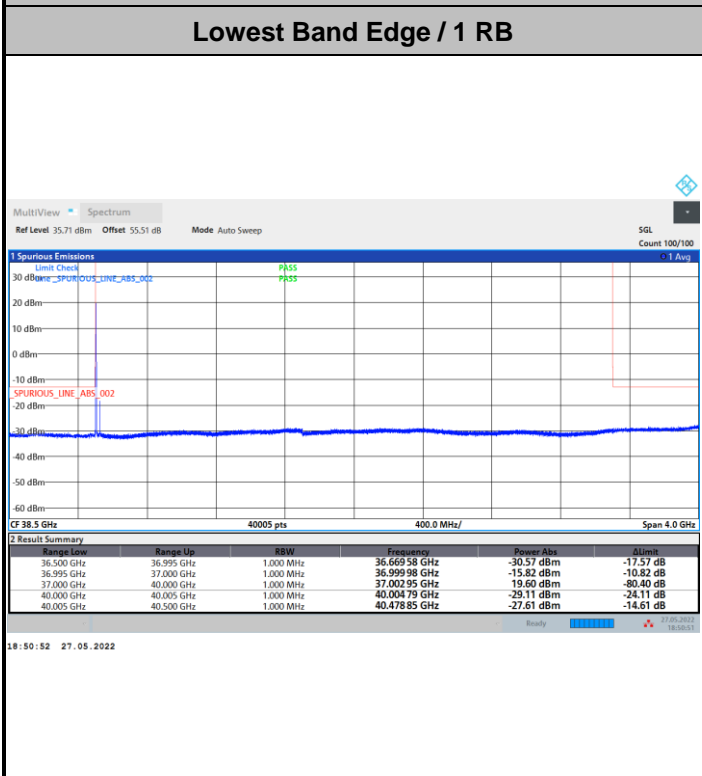 Lowest Band Edge / 1 RB
MultiView Spectrum
Ref Level 35.71 dBm Offset 55.51 dB Mode Auto Sweep SGL
Count 100/100
1 Spurious Emissions 1 Avg
Limit Check PASS
30 dBm Line _SPURIOUS_LINE_ABS_002 PASS
20 dBm
10 dBm
0 dBm
-10 dBm
_SPURIOUS_LINE_ABS_002
-20 dBm
-30 dBm
-40 dBm
-50 dBm
-60 dBm
CF 38.5 GHz 40005 pts 400.0 MHz/ Span 4.0 GHz
2 Result Summary
Range Low Range Up RBW Frequency Power Abs ΔLimit
36.500 GHz 36.995 GHz 1.000 MHz 36.669 58 GHz -30.57 dBm -17.57 dB
36.995 GHz 37.000 GHz 1.000 MHz 36.999 98 GHz -15.82 dBm -10.82 dB
37.000 GHz 40.000 GHz 1.000 MHz 37.002 95 GHz 19.60 dBm -80.40 dB
40.000 GHz 40.005 GHz 1.000 MHz 40.004 79 GHz -29.11 dBm -24.11 dB
40.005 GHz 40.500 GHz 1.000 MHz 40.478 85 GHz -27.61 dBm -14.61 dB
Ready 27.05.2022
18:50:51
18:50:52 27.05.2022